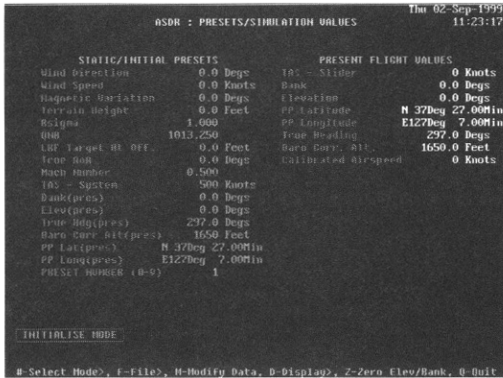 Thu 02-Sep-1999
ASDR : PRESETS/SIMULATION VALUES 11:23:17
STATIC/INITIAL PRESETS
Wind Direction 0.0 Degs
Wind Speed 0.0 Knots
Magnetic Variation 0.0 Degs
Terrain Height 0.0 Feet
Rsigma 1.000
QNH 1013.250
LRF Target Ht Off. 0.0 Feet
True AoA 0.0 Degs
Mach Number 0.500
TAS - System 500 Knots
Bank(pres) 0.0 Degs
Elev(pres) 0.0 Degs
True Hdg(pres) 297.0 Degs
Baro Corr Alt(pres) 1650 Feet
PP Lat(pres) N 37Deg 27.00Min
PP Long(pres) E127Deg 7.00Min
PRESET NUMBER (0-9) 1
PRESENT FLIGHT VALUES
TAS - Slider 0 Knots
Bank 0.0 Degs
Elevation 0.0 Degs
PP Latitude N 37Deg 27.00Min
PP Longitude E127Deg 7.00Min
True Heading 297.0 Degs
Baro Corr. Alt. 1650.0 Feet
Calibrated Airspeed 0 Knots
INITIALISE MODE
#-Select Mode>, F-File>, M-Modify Data, D-Display>, Z-Zero Elev/Bank, Q-Quit